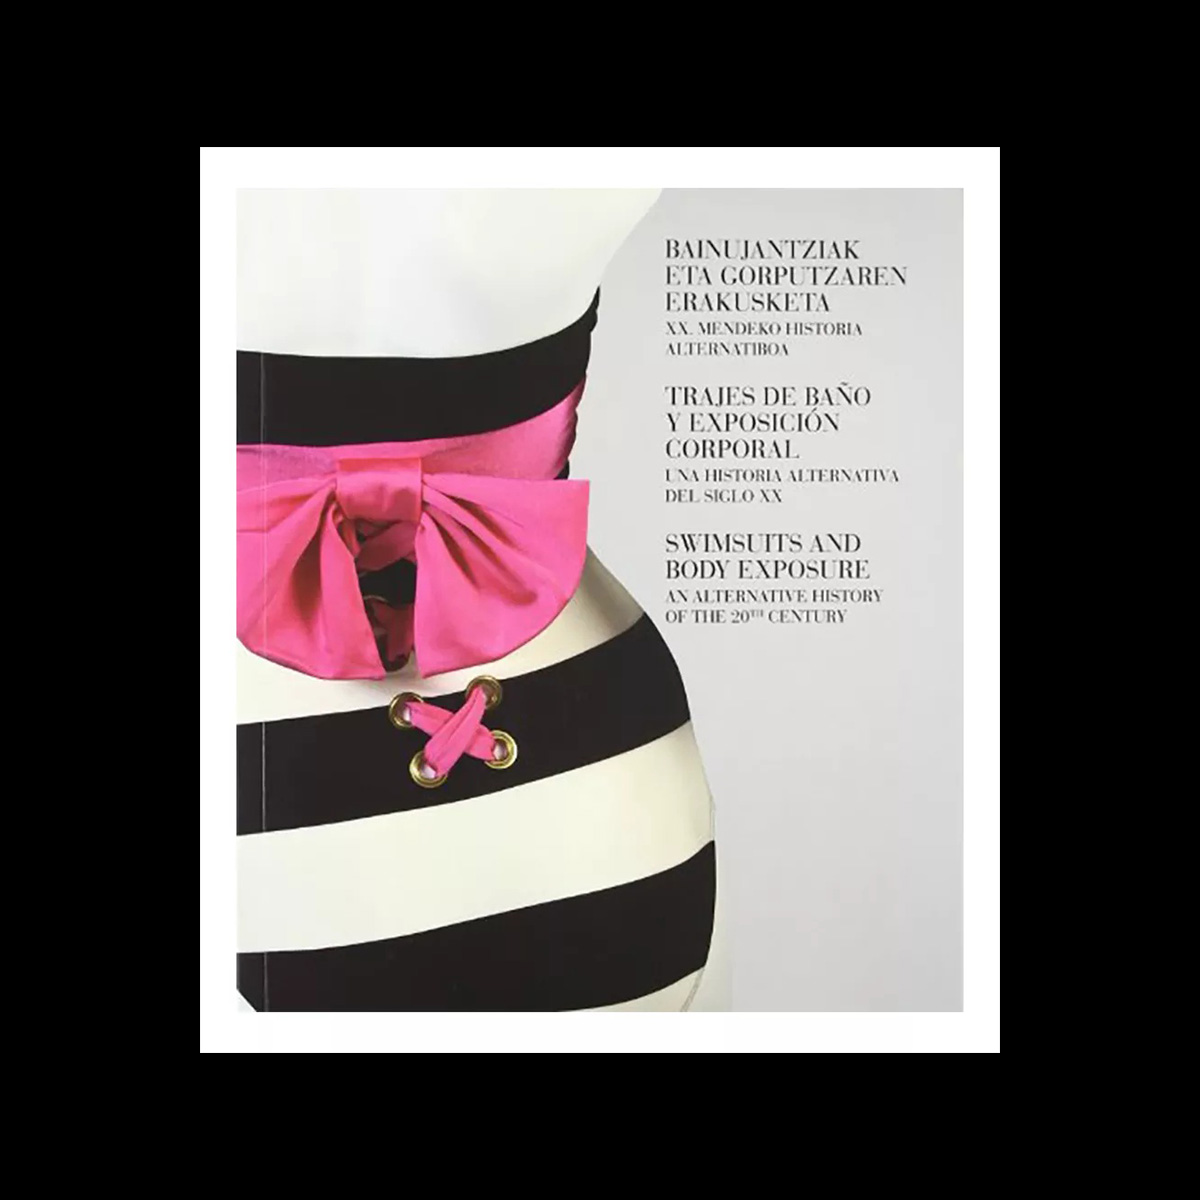 BAINUJANTZIAK
ETA GORPUTZAREN
ERAKUSKETA
XX. MENDEKO HISTORIA
ALTERNATIBOA
TRAJES DE BAÑO
Y EXPOSICIÓN
CORPORAL
UNA HISTORIA ALTERNATIVA
DEL SIGLO XX
SWIMSUITS AND
BODY EXPOSURE
AN ALTERNATIVE HISTORY
OF THE 20TH CENTURY